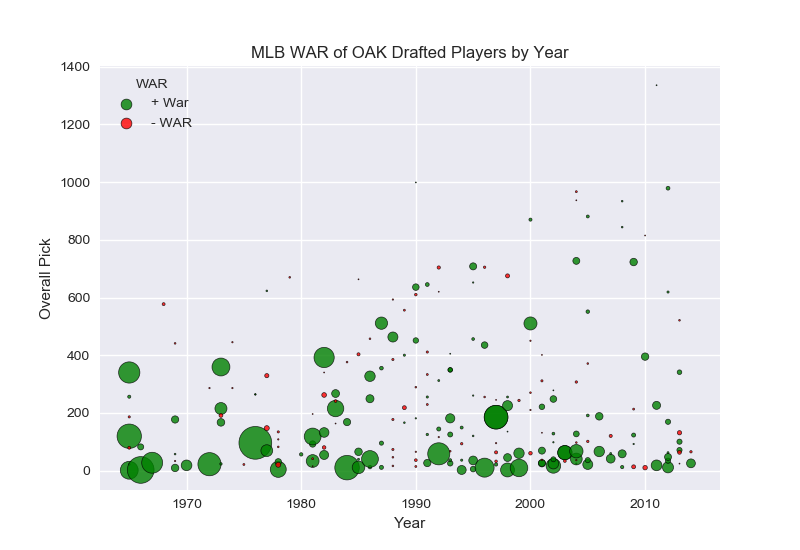 MLB WAR of OAK Drafted Players by Year
WAR
+ War
- WAR
1400
1200
1000
800
600
400
200
0
Overall Pick
1970
1980
1990
2000
2010
Year